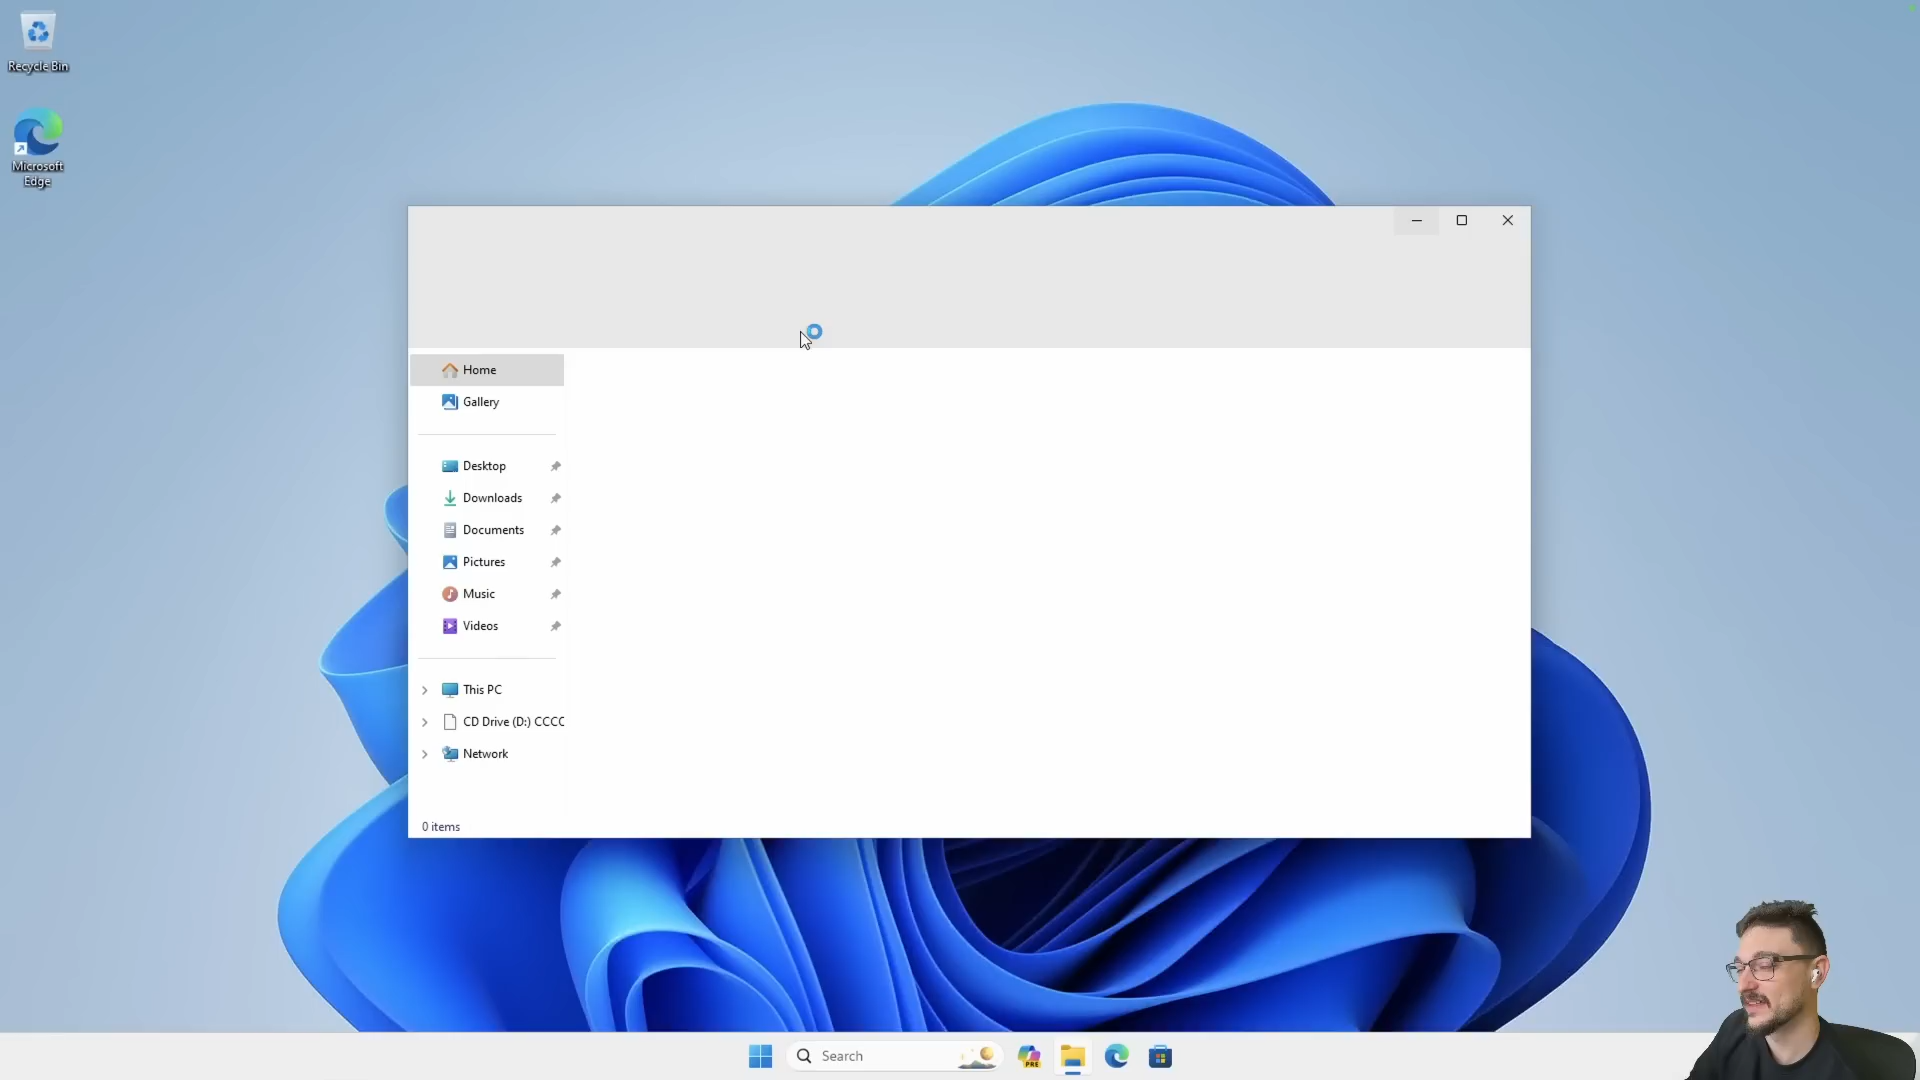 Recycle Bin
Microsoft
Edge
Home
Gallery
Desktop
Downloads
Documents
Pictures
Music
Videos
This PC
CD Drive (D:) CCCC
Network
0 items
Search
PRE